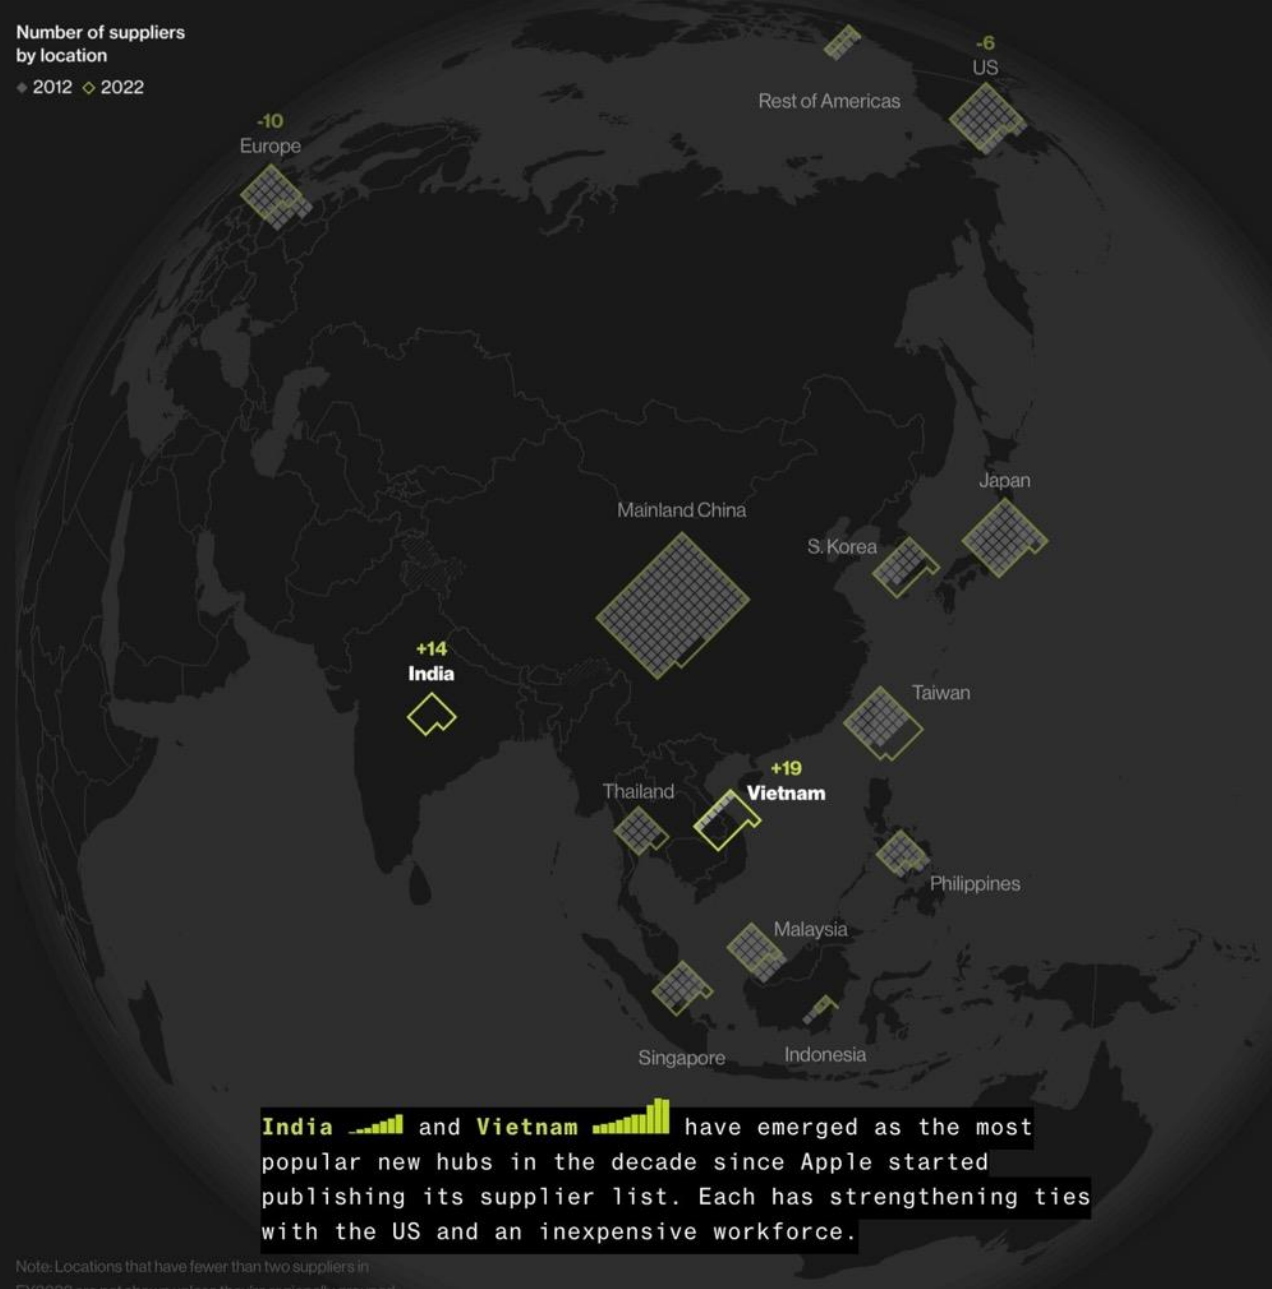 Number of suppliers
by location
2012 2022
-10
Europe
Rest of Americas
-6
US
Japan
Mainland China
S. Korea
+14
India
Taiwan
+19
Vietnam
Thailand
Philippines
Malaysia
Singapore
Indonesia
India and Vietnam have emerged as the most
popular new hubs in the decade since Apple started
publishing its supplier list. Each has strengthening ties
with the US and an inexpensive workforce.
Note: Locations that have fewer than two suppliers in